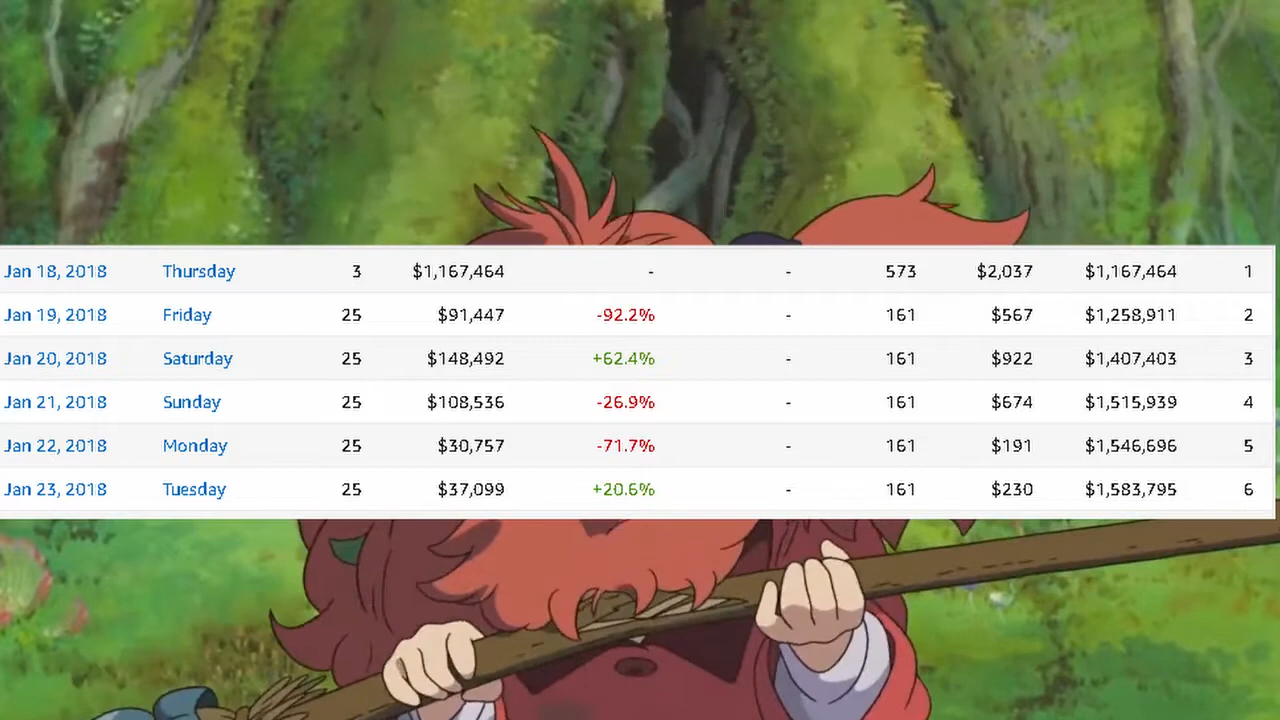 Jan 18, 2018 Thursday 3 $1,167,464 - - 573 $2,037 $1,167,464 1
Jan 19, 2018 Friday 25 $91,447 -92.2% - 161 $567 $1,258,911 2
Jan 20, 2018 Saturday 25 $148,492 +62.4% - 161 $922 $1,407,403 3
Jan 21, 2018 Sunday 25 $108,536 -26.9% - 161 $674 $1,515,939 4
Jan 22, 2018 Monday 25 $30,757 -71.7% - 161 $191 $1,546,696 5
Jan 23, 2018 Tuesday 25 $37,099 +20.6% - 161 $230 $1,583,795 6